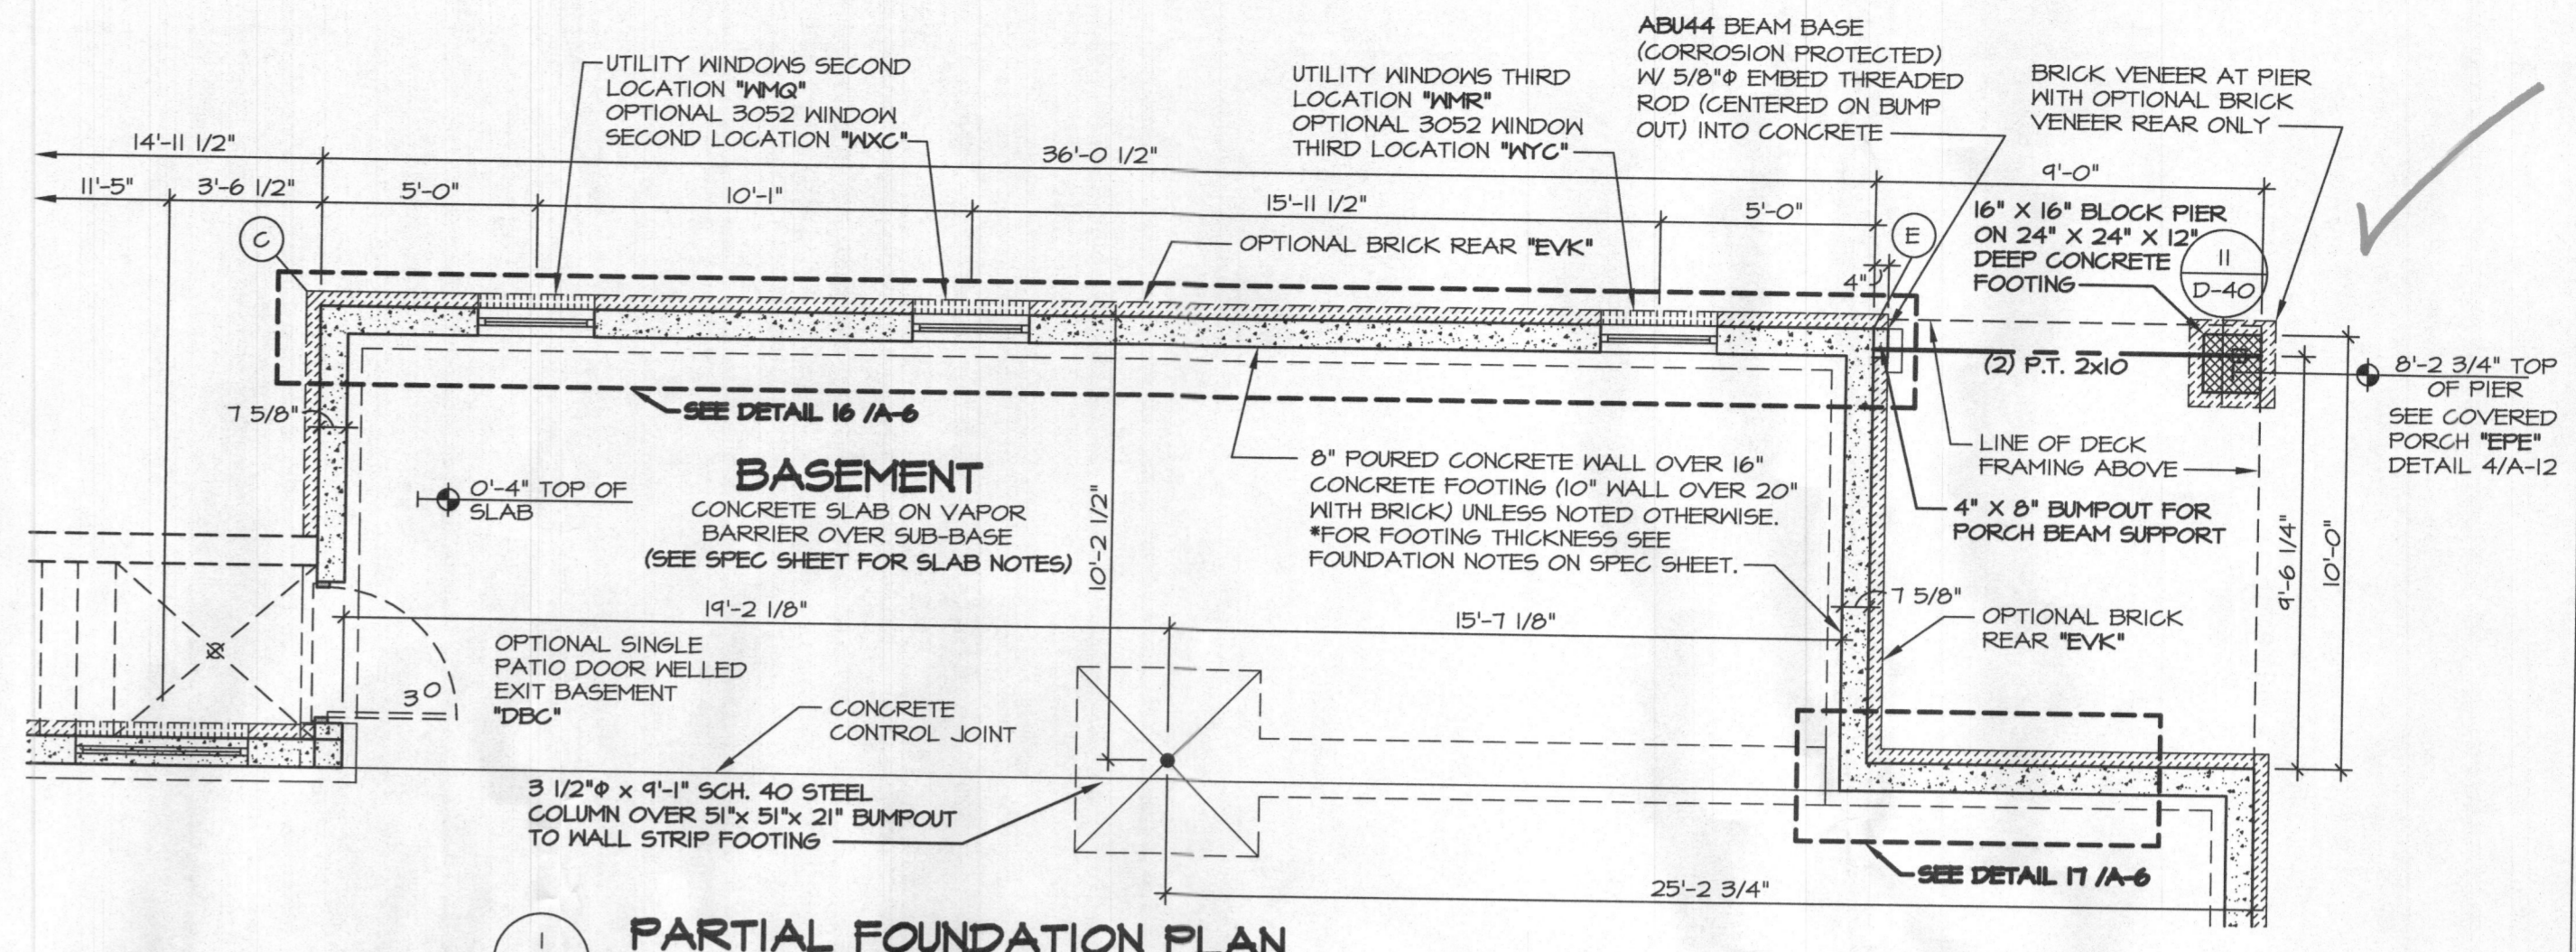 UTILITY WINDOWS SECOND
LOCATION "WMQ"
OPTIONAL 3052 WINDOW
SECOND LOCATION "WXC"
UTILITY WINDOWS THIRD
LOCATION "WMR"
OPTIONAL 3052 WINDOW
THIRD LOCATION "WYC"
ABU44 BEAM BASE
(CORROSION PROTECTED)
W/ 5/8"Φ EMBED THREADED
ROD (CENTERED ON BUMP
OUT) INTO CONCRETE
BRICK VENEER AT PIER
WITH OPTIONAL BRICK
VENEER REAR ONLY
14'-11 1/2"
36'-0 1/2"
9'-0"
11'-5"
3'-6 1/2"
5'-0"
10'-1"
15'-11 1/2"
5'-0"
C
OPTIONAL BRICK REAR "EVK"
E
4"
16" X 16" BLOCK PIER
ON 24" X 24" X 12"
DEEP CONCRETE
FOOTING
11
D-40
(2) P.T. 2x10
8'-2 3/4" TOP
OF PIER
SEE COVERED
PORCH "EPE"
DETAIL 4/A-12
7 5/8"
SEE DETAIL 16 /A-6
BASEMENT
CONCRETE SLAB ON VAPOR
BARRIER OVER SUB-BASE
(SEE SPEC SHEET FOR SLAB NOTES)
0'-4" TOP OF
SLAB
10'-2 1/2"
8" POURED CONCRETE WALL OVER 16"
CONCRETE FOOTING (10" WALL OVER 20"
WITH BRICK) UNLESS NOTED OTHERWISE.
*FOR FOOTING THICKNESS SEE
FOUNDATION NOTES ON SPEC SHEET.
LINE OF DECK
FRAMING ABOVE
4" X 8" BUMPOUT FOR
PORCH BEAM SUPPORT
9'-6 1/4"
10'-0"
19'-2 1/8"
15'-7 1/8"
7 5/8"
OPTIONAL BRICK
REAR "EVK"
OPTIONAL SINGLE
PATIO DOOR WELLED
EXIT BASEMENT
"DBC"
3⁰
CONCRETE
CONTROL JOINT
3 1/2"Φ x 9'-1" SCH. 40 STEEL
COLUMN OVER 51"x 51"x 21" BUMPOUT
TO WALL STRIP FOOTING
SEE DETAIL 17 /A-6
25'-2 3/4"
1
PARTIAL FOUNDATION PLAN